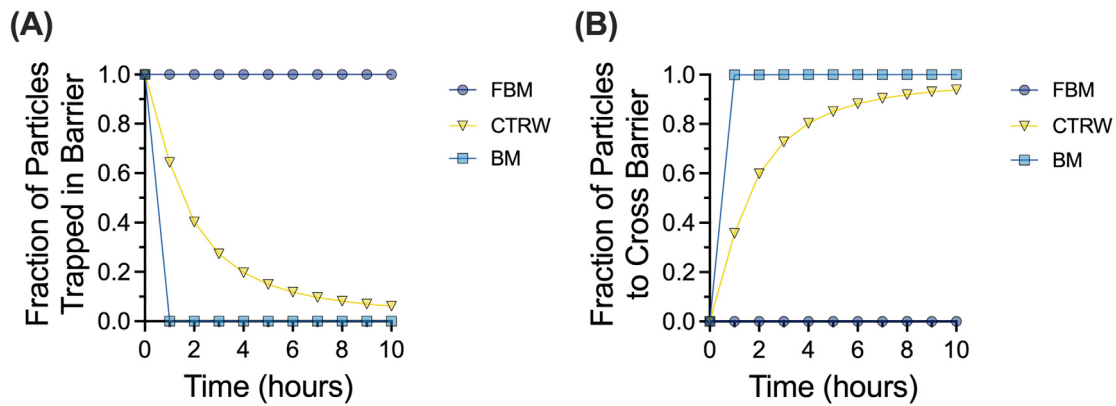 (A)
Fraction of Particles
Trapped in Barrier
1.0
0.8
0.6
0.4
0.2
0.0
0 2 4 6 8 10
Time (hours)
FBM
CTRW
BM
(B)
Fraction of Particles
to Cross Barrier
1.0
0.8
0.6
0.4
0.2
0.0
0 2 4 6 8 10
Time (hours)
FBM
CTRW
BM